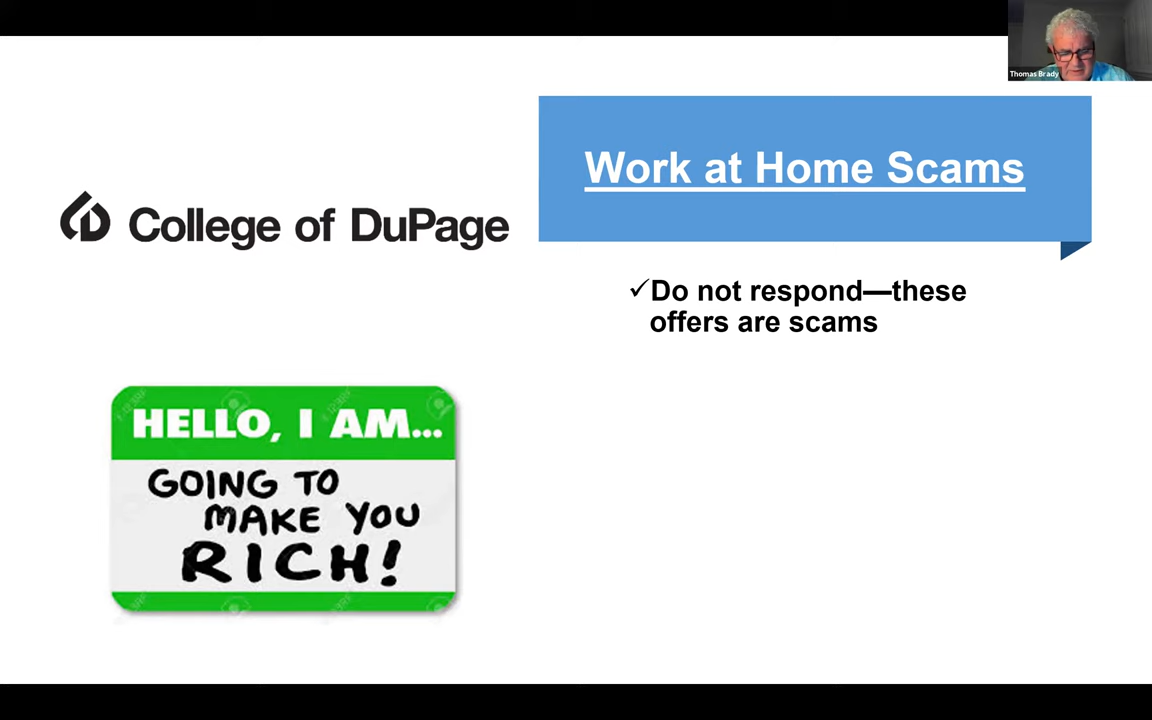 Thomas Brady
Work at Home Scams
College of DuPage
✓Do not respond—these
offers are scams
HELLO, I AM...
GOING TO
MAKE YOU
RICH!